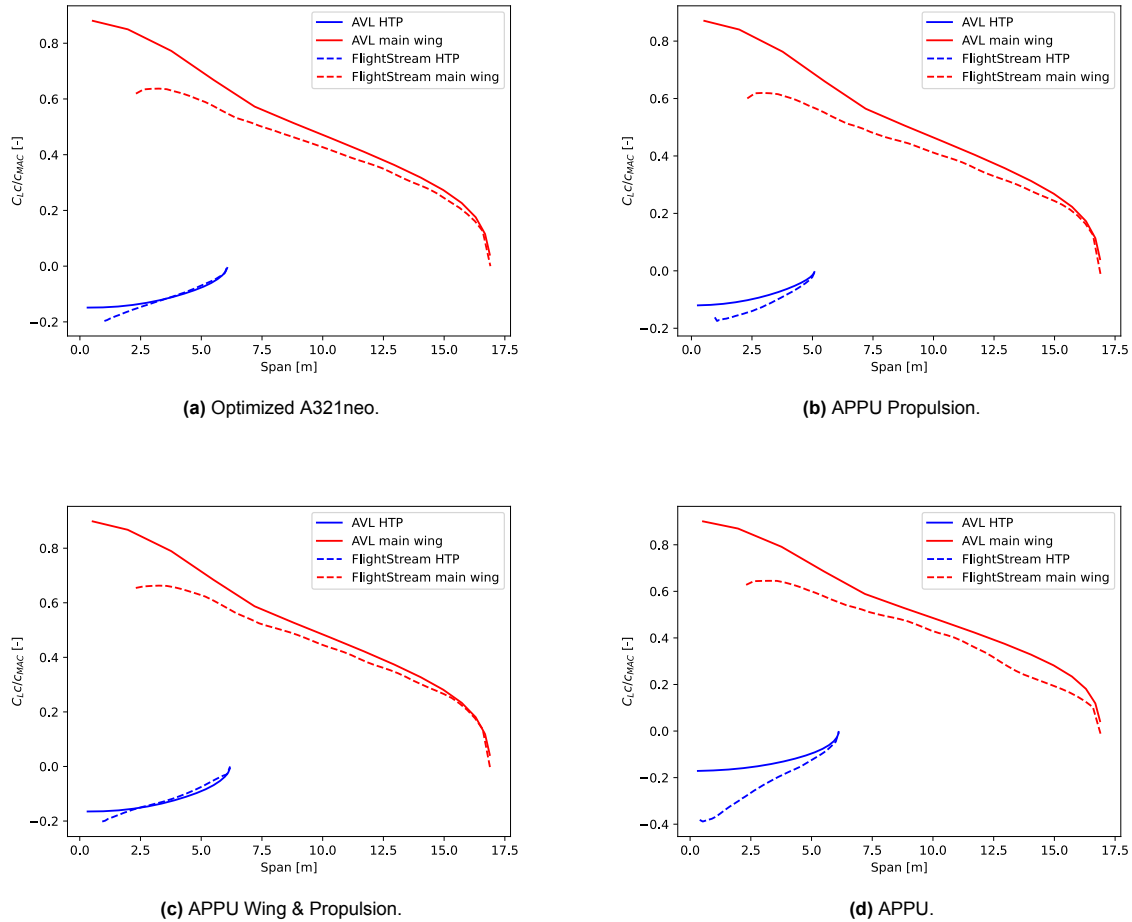 AVL HTP
AVL main wing
FlightStream HTP
FlightStream main wing
0.8
0.6
0.4
0.2
0.0
−0.2
C_L c/c_MAC [-]
0.0 2.5 5.0 7.5 10.0 12.5 15.0 17.5
Span [m]
(a) Optimized A321neo.
AVL HTP
AVL main wing
FlightStream HTP
FlightStream main wing
0.8
0.6
0.4
0.2
0.0
−0.2
C_L c/c_MAC [-]
0.0 2.5 5.0 7.5 10.0 12.5 15.0 17.5
Span [m]
(b) APPU Propulsion.
AVL HTP
AVL main wing
FlightStream HTP
FlightStream main wing
0.8
0.6
0.4
0.2
0.0
−0.2
C_L c/c_MAC [-]
0.0 2.5 5.0 7.5 10.0 12.5 15.0 17.5
Span [m]
(c) APPU Wing & Propulsion.
AVL HTP
AVL main wing
FlightStream HTP
FlightStream main wing
0.8
0.6
0.4
0.2
0.0
−0.2
−0.4
C_L c/c_MAC [-]
0.0 2.5 5.0 7.5 10.0 12.5 15.0 17.5
Span [m]
(d) APPU.